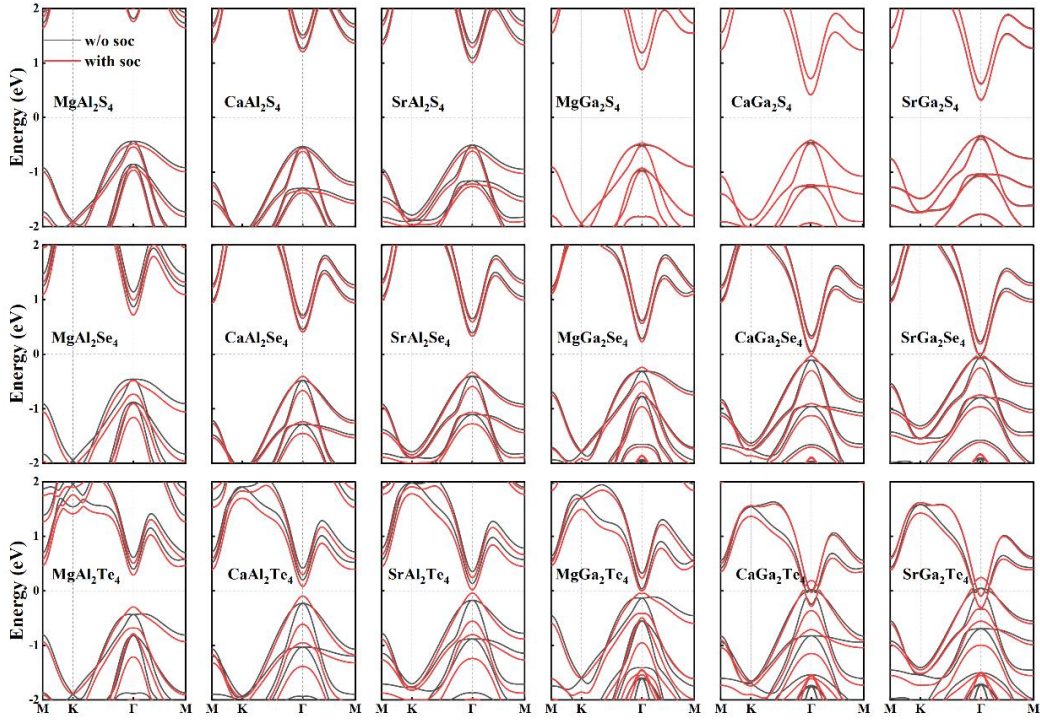 2
1
0
-1
-2
Energy (eV)
w/o soc
with soc
MgAl₂S₄
CaAl₂S₄
SrAl₂S₄
MgGa₂S₄
CaGa₂S₄
SrGa₂S₄
2
1
0
-1
-2
Energy (eV)
MgAl₂Se₄
CaAl₂Se₄
SrAl₂Se₄
MgGa₂Se₄
CaGa₂Se₄
SrGa₂Se₄
2
1
0
-1
-2
Energy (eV)
MgAl₂Te₄
CaAl₂Te₄
SrAl₂Te₄
MgGa₂Te₄
CaGa₂Te₄
SrGa₂Te₄
M K Γ M M K Γ M M K Γ M M K Γ M M K Γ M M K Γ M